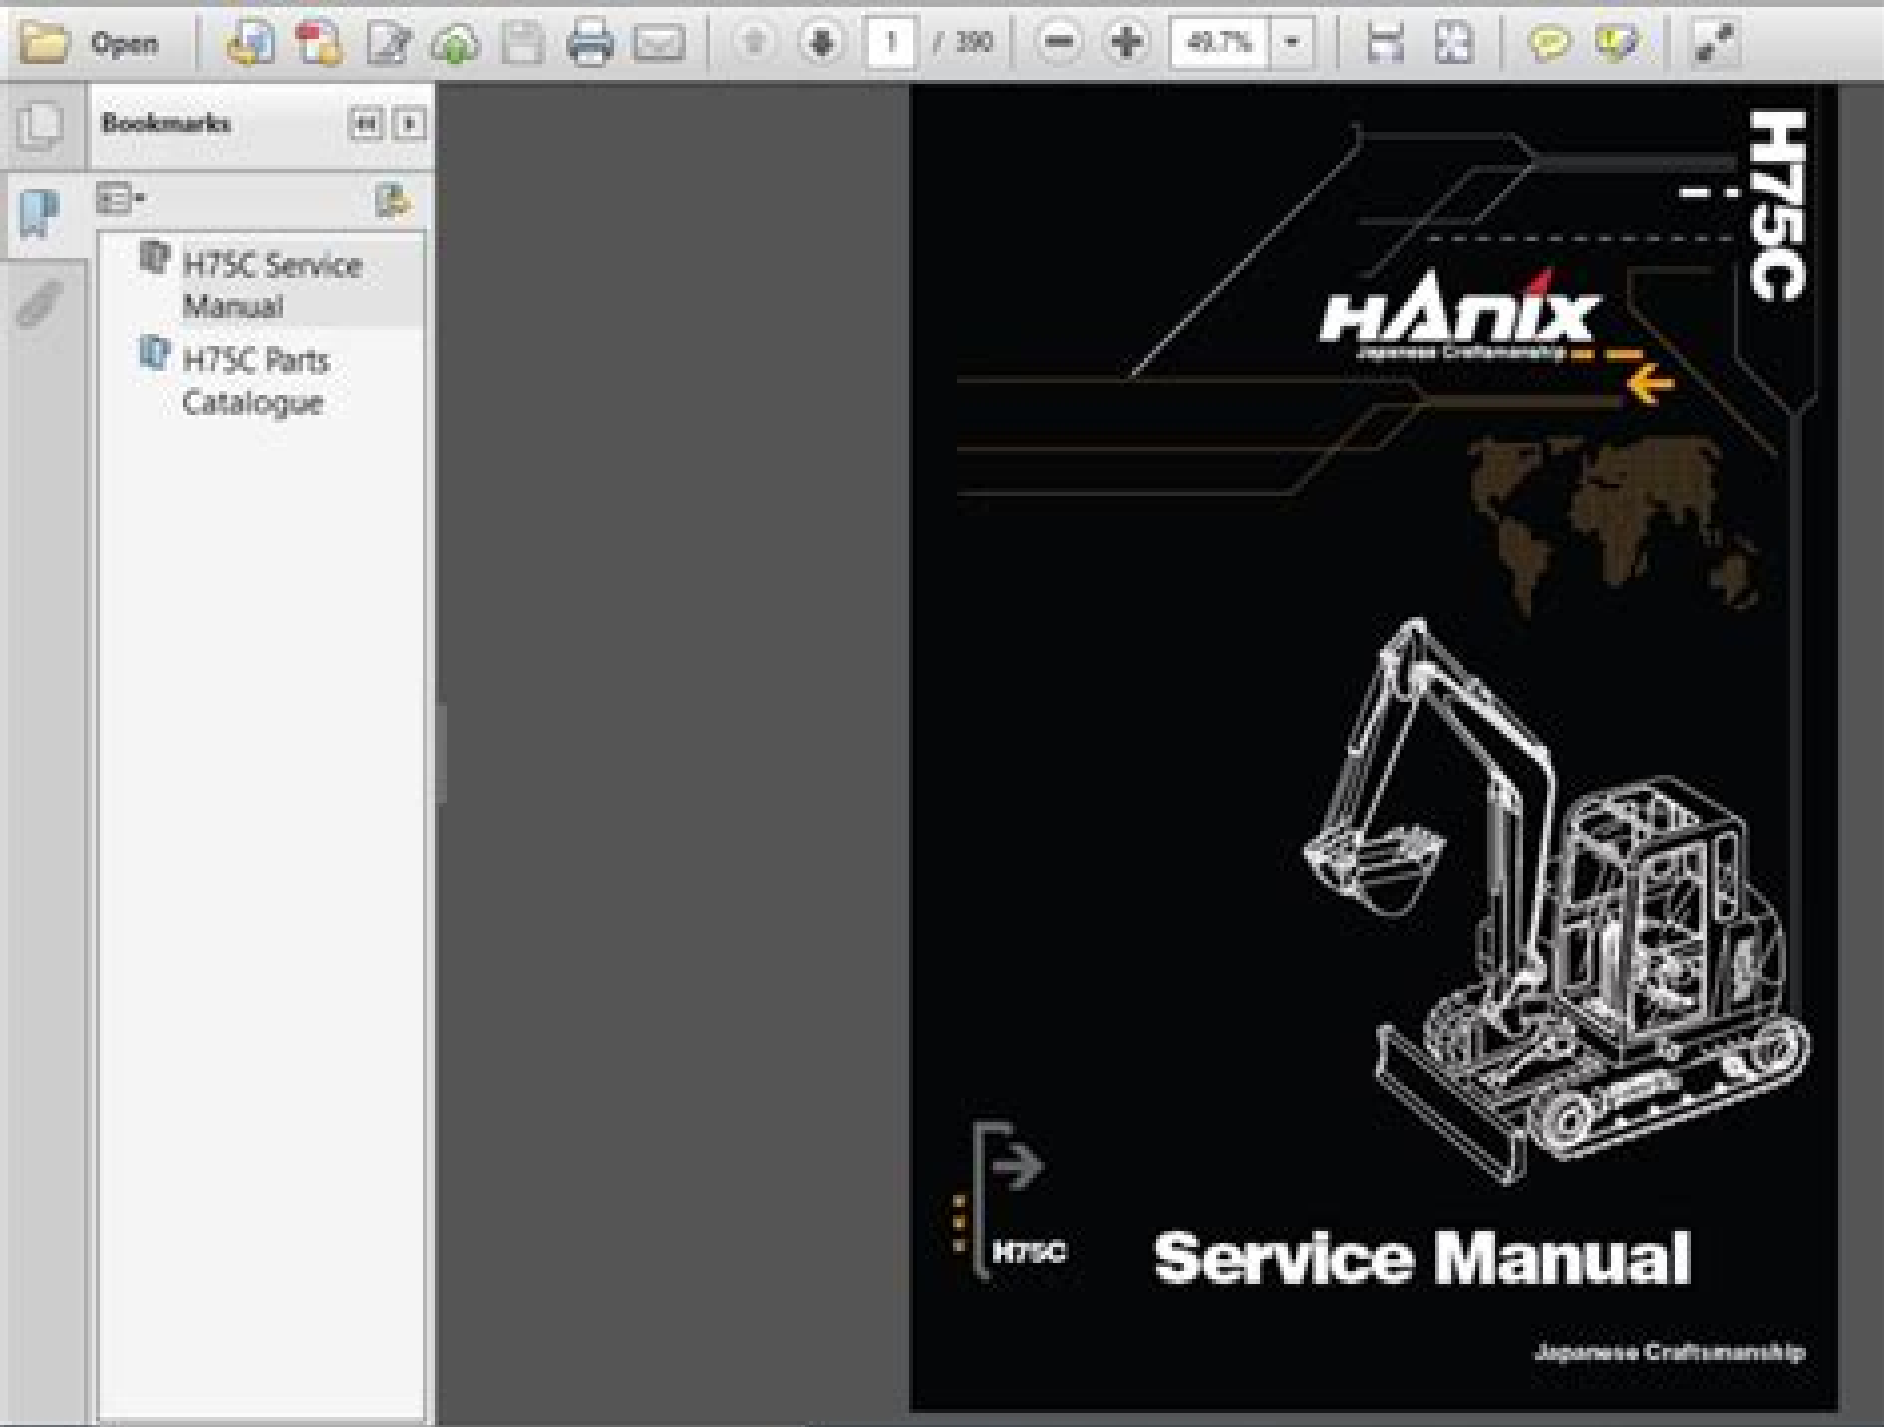 Open
1 / 390
49.7%
Bookmarks
H75C Service
Manual
H75C Parts
Catalogue
H75C
HANIX
Japanese Craftsmanship
H75C
Service Manual
Japanese Craftsmanship